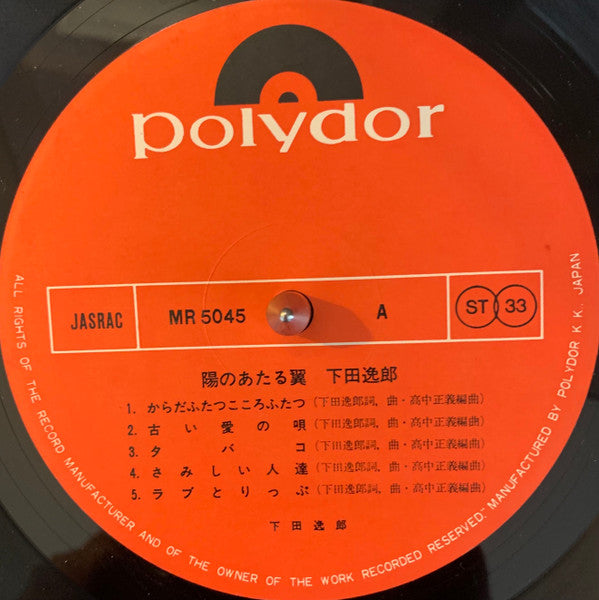 polydor
JASRAC MR 5045 A ST 33
陽のあたる翼 下田逸郎
1. からだふたつこころふたつ (下田逸郎詞, 曲・高中正義編曲)
2. 古い愛の唄 (下田逸郎詞, 曲・高中正義編曲)
3. タバコ (下田逸郎詞, 曲・高中正義編曲)
4. さみしい人達 (下田逸郎詞, 曲・高中正義編曲)
5. ラブとりっぷ (下田逸郎詞, 曲・高中正義編曲)
下田逸郎
ALL RIGHTS OF THE RECORD MANUFACTURER AND OF THE OWNER OF THE WORK RECORDED RESERVED." MANUFACTURED BY POLYDOR K.K. JAPAN